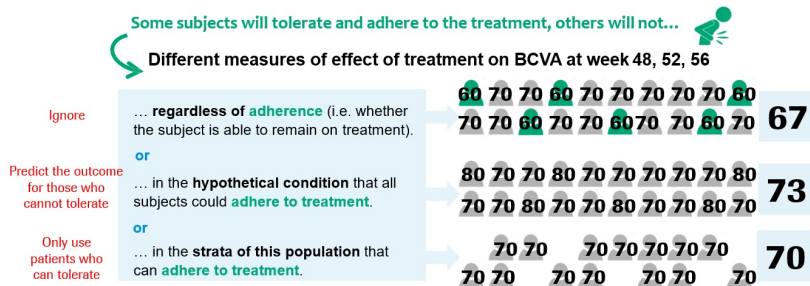 Some subjects will tolerate and adhere to the treatment, others will not…
Different measures of effect of treatment on BCVA at week 48, 52, 56
Ignore
… regardless of adherence (i.e. whether
the subject is able to remain on treatment).
60 70 70 60 70 70 70 70 70 60
70 70 60 70 70 60 70 70 60 70
67
or
Predict the outcome
for those who
cannot tolerate
… in the hypothetical condition that all
subjects could adhere to treatment.
80 70 70 80 70 70 70 70 70 80
70 70 80 70 70 80 70 70 80 70
73
or
Only use
patients who
can tolerate
… in the strata of this population that
can adhere to treatment.
70 70 70 70 70 70 70
70 70 70 70 70 70 70
70